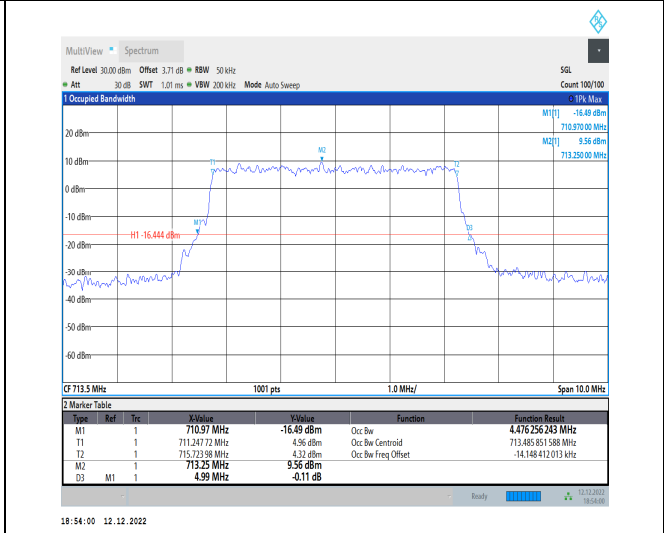 MultiView Spectrum
Ref Level 30.00 dBm Offset 3.71 dB RBW 50 kHz SGL
Att 30 dB SWT 1.01 ms VBW 200 kHz Mode Auto Sweep Count 100/100
1 Occupied Bandwidth 1Pk Max
M1[1] -16.49 dBm
710.970 00 MHz
M2[1] 9.56 dBm
713.250 00 MHz
20 dBm
M2
10 dBm
T1 T2
0 dBm
-10 dBm
M1
D3
H1 -16.444 dBm
-20 dBm
-30 dBm
-40 dBm
-50 dBm
-60 dBm
CF 713.5 MHz 1001 pts 1.0 MHz/ Span 10.0 MHz
2 Marker Table
Type Ref Trc X-Value Y-Value Function Function Result
M1 1 710.97 MHz -16.49 dBm Occ Bw 4.476 256 243 MHz
T1 1 711.247 72 MHz 4.96 dBm Occ Bw Centroid 713.485 851 588 MHz
T2 1 715.723 98 MHz 4.32 dBm Occ Bw Freq Offset -14.148 412 013 kHz
M2 1 713.25 MHz 9.56 dBm
D3 M1 1 4.99 MHz -0.11 dB
Ready 12.12.2022
18:54:00
18:54:00 12.12.2022